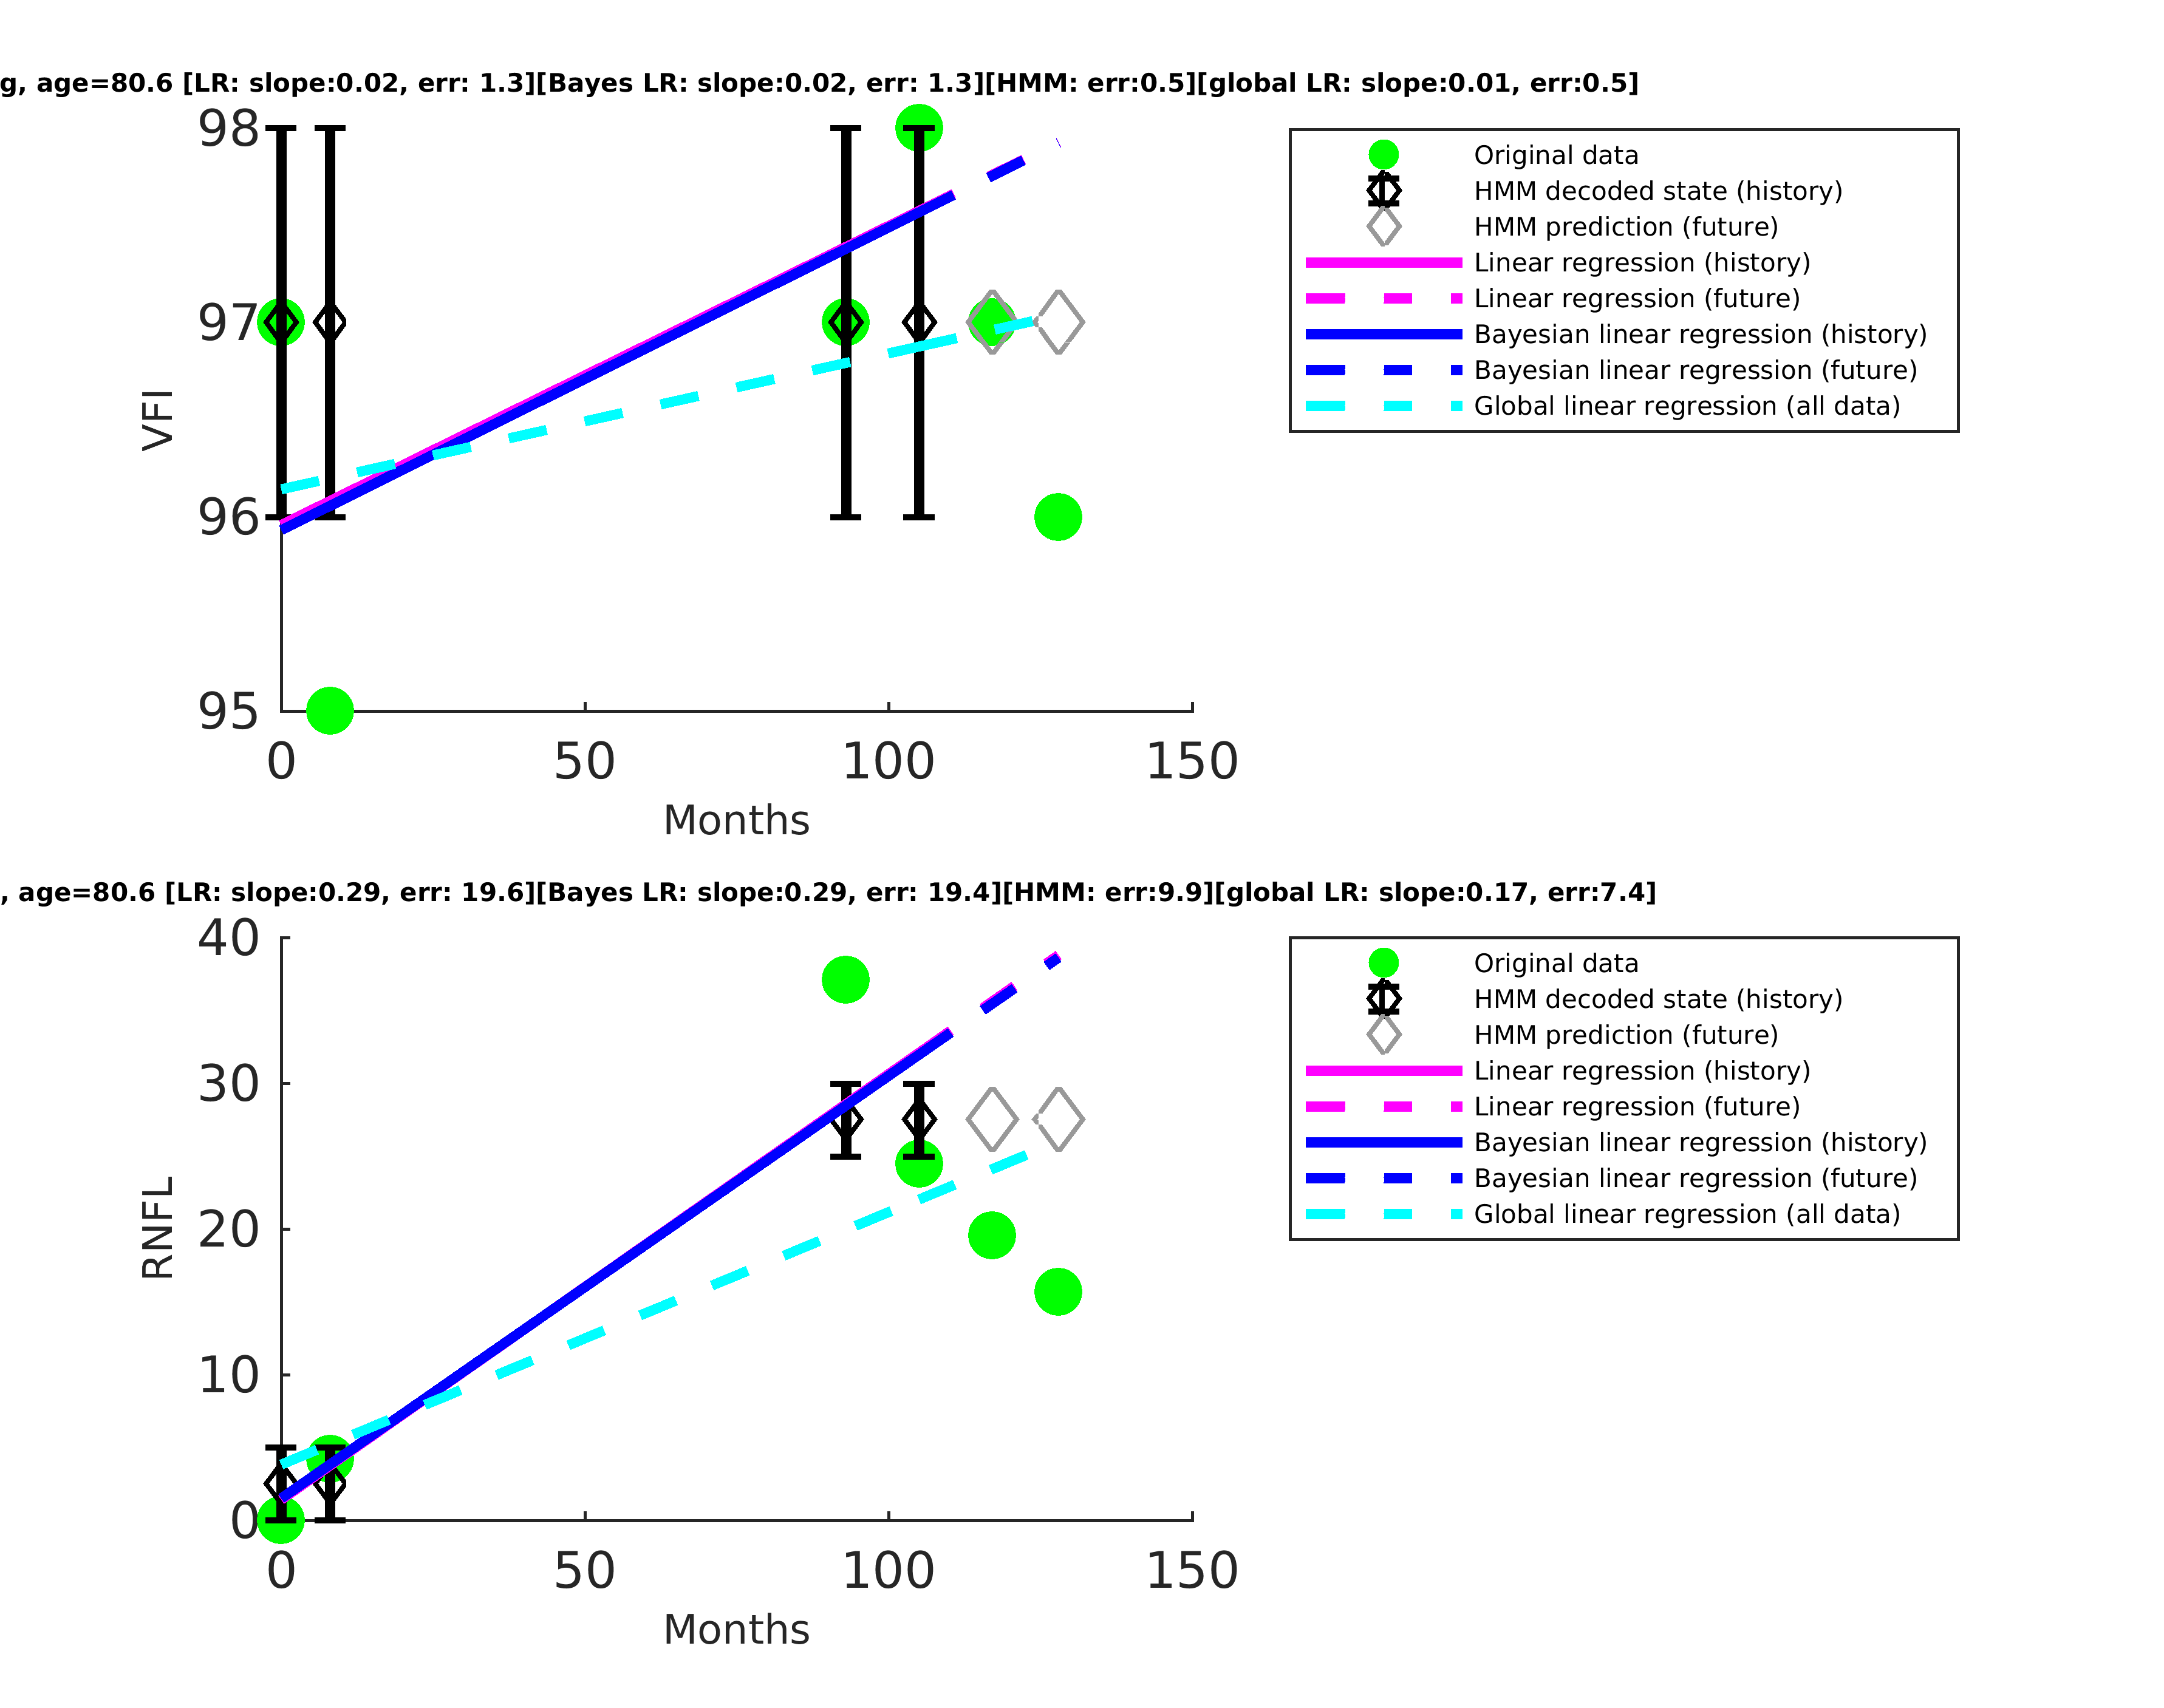 g, age=80.6 [LR: slope:0.02, err: 1.3][Bayes LR: slope:0.02, err: 1.3][HMM: err:0.5][global LR: slope:0.01, err:0.5]
98
97
96
95
VFI
0 50 100 150
Months
Original data
HMM decoded state (history)
HMM prediction (future)
Linear regression (history)
Linear regression (future)
Bayesian linear regression (history)
Bayesian linear regression (future)
Global linear regression (all data)
, age=80.6 [LR: slope:0.29, err: 19.6][Bayes LR: slope:0.29, err: 19.4][HMM: err:9.9][global LR: slope:0.17, err:7.4]
40
30
20
10
0
RNFL
0 50 100 150
Months
Original data
HMM decoded state (history)
HMM prediction (future)
Linear regression (history)
Linear regression (future)
Bayesian linear regression (history)
Bayesian linear regression (future)
Global linear regression (all data)